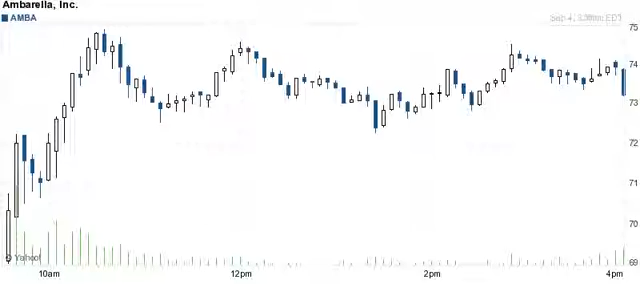 Ambarella, Inc.
AMBA
75
74
73
72
71
70
69
© Yahoo!
10am
12pm
2pm
4pm